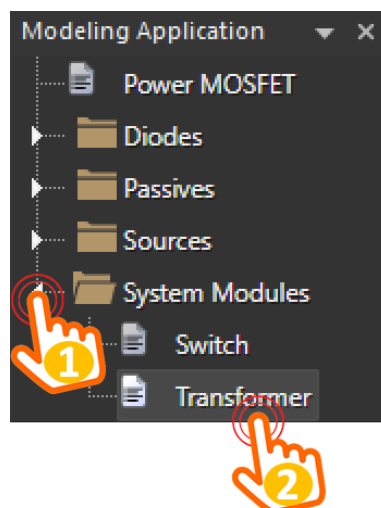 Modeling Application
Power MOSFET
Diodes
Passives
Sources
System Modules
Switch
1
Transformer
2